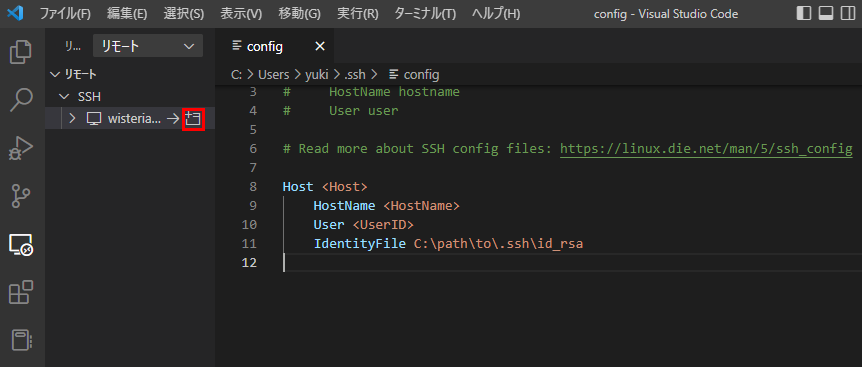 ファイル(F) 編集(E) 選択(S) 表示(V) 移動(G) 実行(R) ターミナル(T) ヘルプ(H) config - Visual Studio Code
リ... リモート
リモート
SSH
wisteria...
config
C: > Users > yuki > .ssh > config
3 # HostName hostname
4 # User user
5
6 # Read more about SSH config files: https://linux.die.net/man/5/ssh_config
7
8 Host <Host>
9 HostName <HostName>
10 User <UserID>
11 IdentityFile C:\path\to\.ssh\id_rsa
12